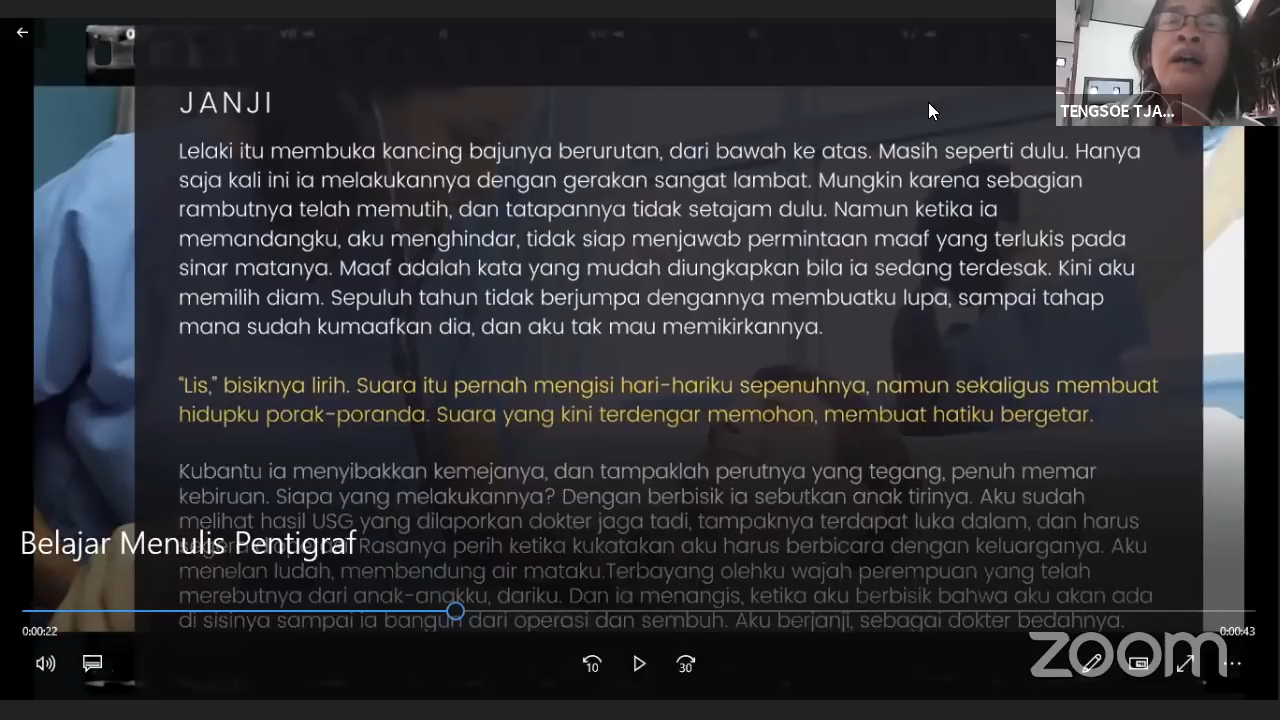 JANJI
TENGSOE TJA...
Lelaki itu membuka kancing bajunya berurutan, dari bawah ke atas. Masih seperti dulu. Hanya
saja kali ini ia melakukannya dengan gerakan sangat lambat. Mungkin karena sebagian
rambutnya telah memutih, dan tatapannya tidak setajam dulu. Namun ketika ia
memandangku, aku menghindar, tidak siap menjawab permintaan maaf yang terlukis pada
sinar matanya. Maaf adalah kata yang mudah diungkapkan bila ia sedang terdesak. Kini aku
memilih diam. Sepuluh tahun tidak berjumpa dengannya membuatku lupa, sampai tahap
mana sudah kumaafkan dia, dan aku tak mau memikirkannya.
"Lis," bisiknya lirih. Suara itu pernah mengisi hari-hariku sepenuhnya, namun sekaligus membuat
hidupku porak-poranda. Suara yang kini terdengar memohon, membuat hatiku bergetar.
Kubantu ia menyibakkan kemejanya, dan tampaklah perutnya yang tegang, penuh memar
kebiruan. Siapa yang melakukannya? Dengan berbisik ia sebutkan anak tirinya. Aku sudah
melihat hasil USG yang dilaporkan dokter jaga tadi, tampaknya terdapat luka dalam, dan harus
Rasanya perih ketika kukatakan aku harus berbicara dengan keluarganya. Aku
Belajar Menulis Pentigraf
menelan ludah, membendung air mataku.Terbayang olehku wajah perempuan yang telah
merebutnya dari anak-anakku, dariku. Dan ia menangis, ketika aku berbisik bahwa aku akan ada
di sisinya sampai ia bangun dari operasi dan sembuh. Aku berjanji, sebagai dokter bedahnya.
0:00:22
0:00:43
10
30
zoom